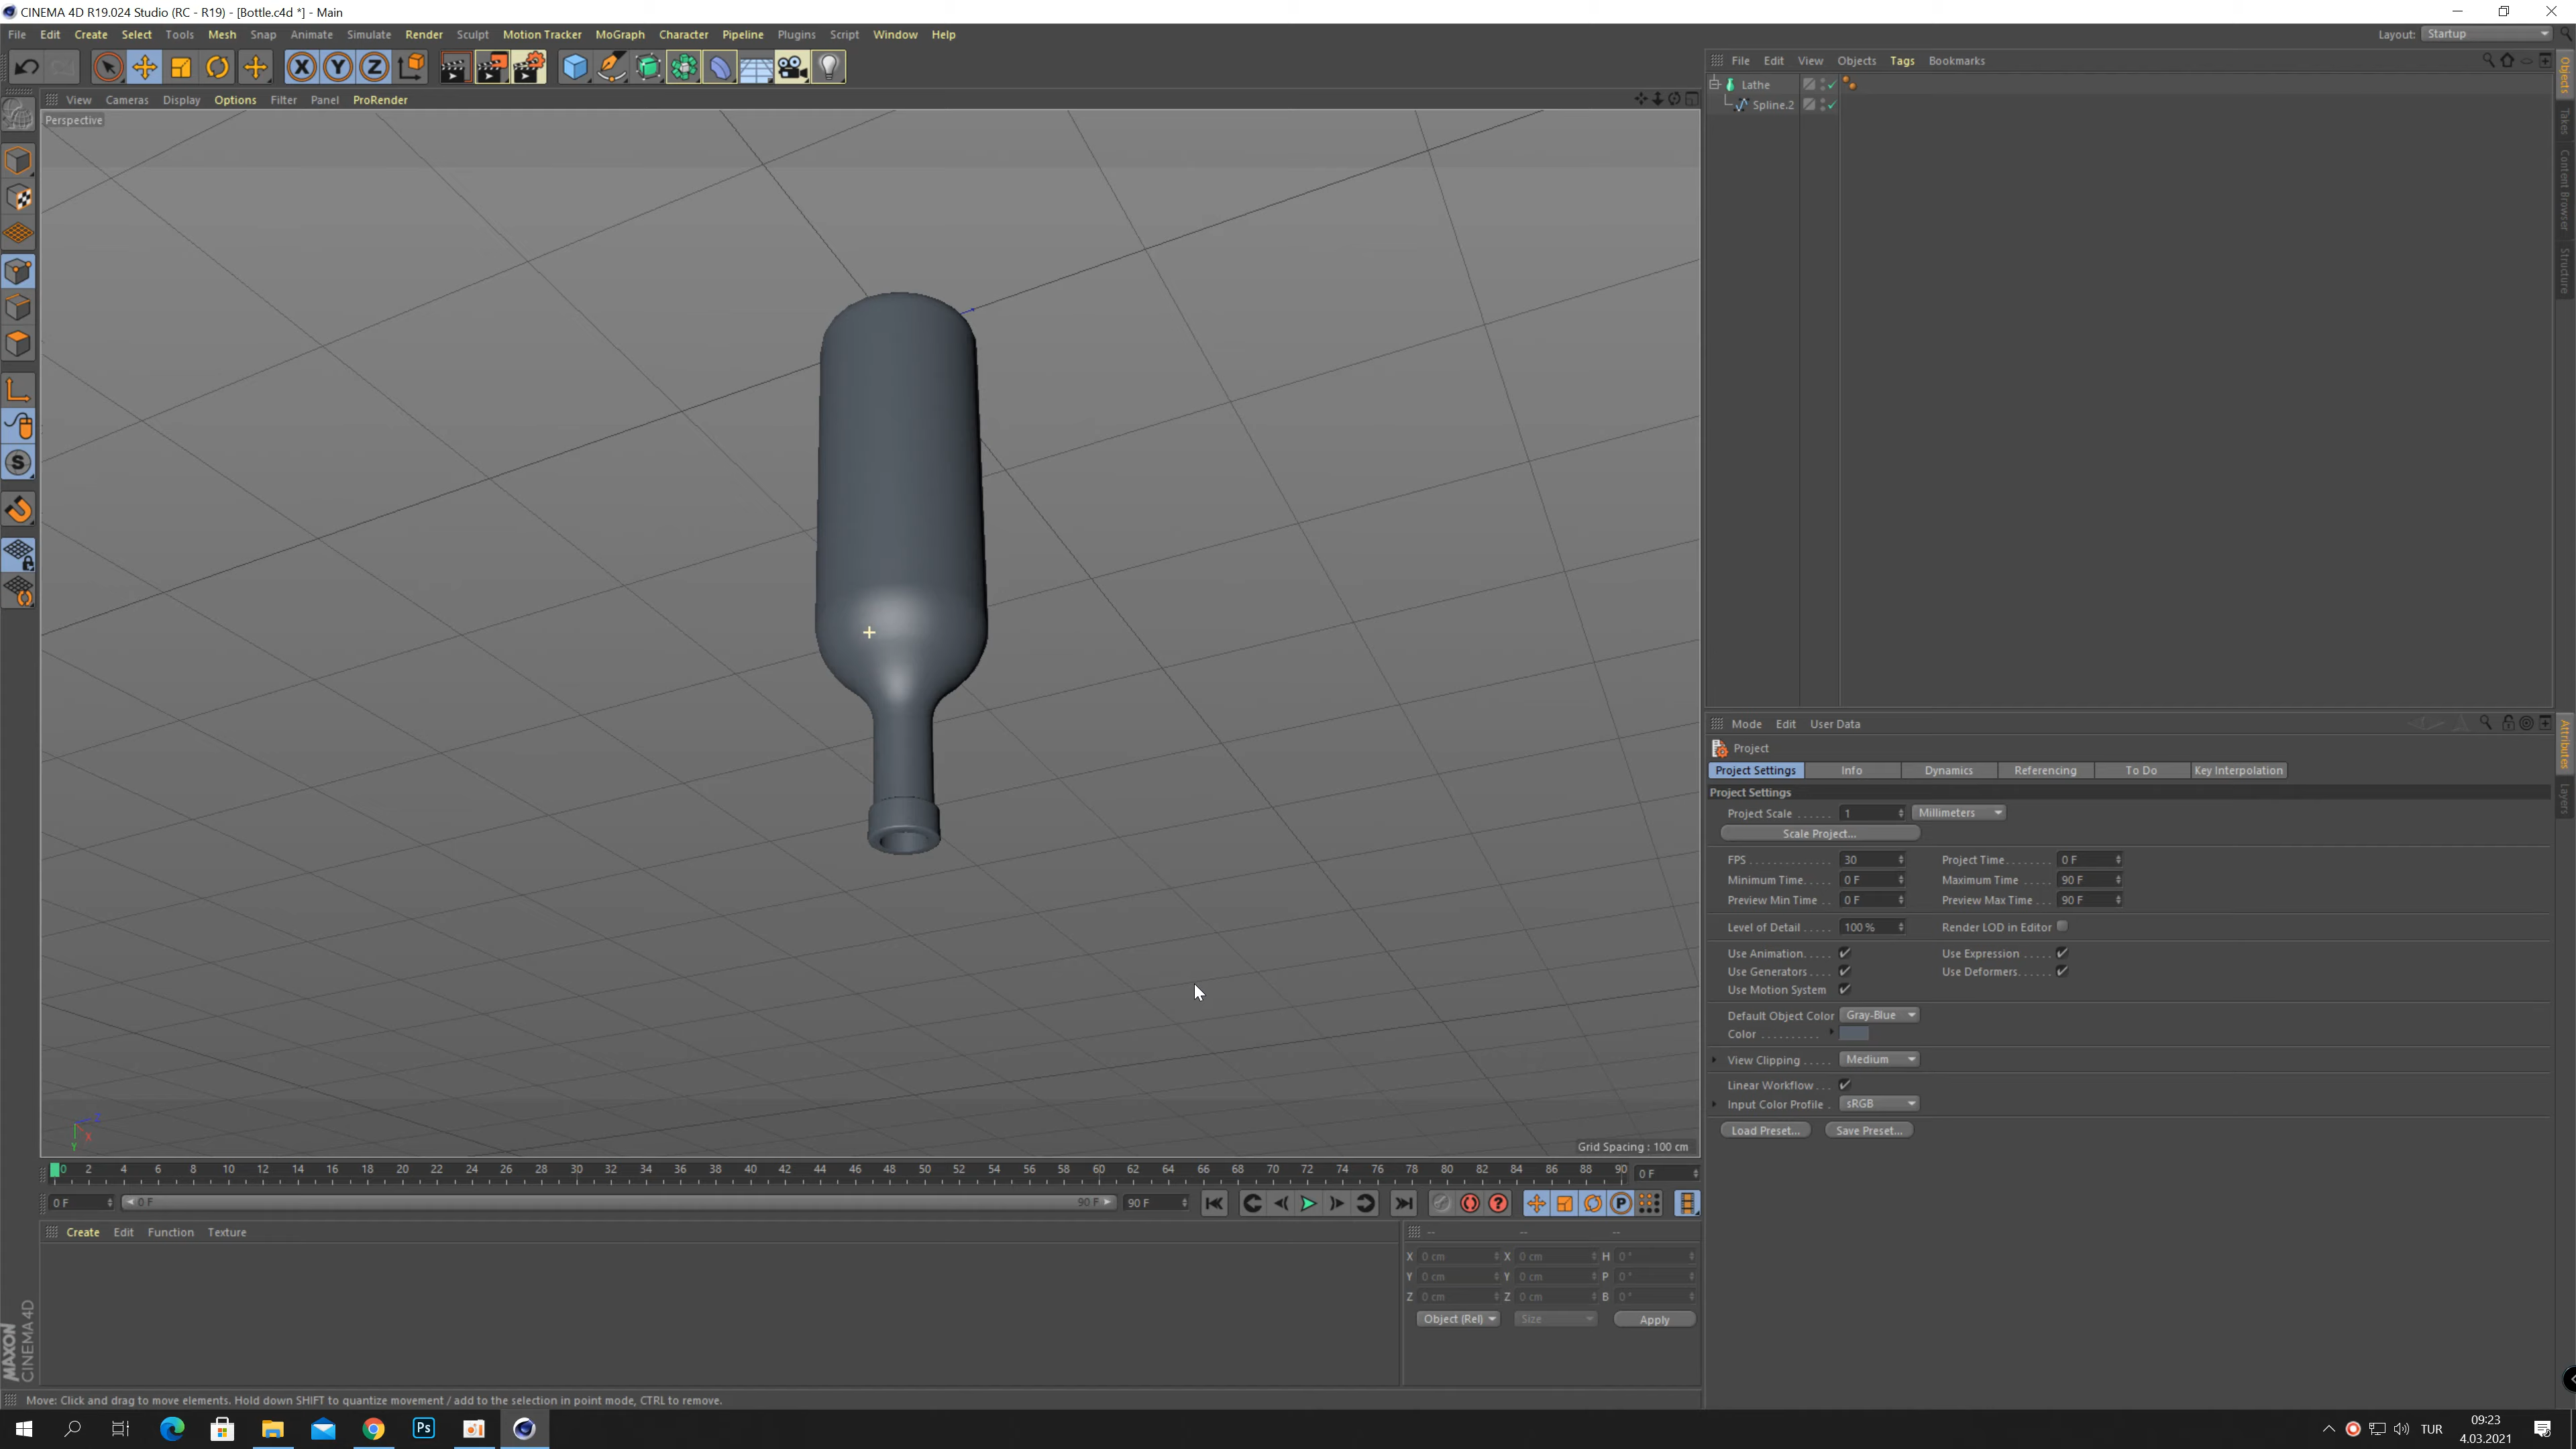 CINEMA 4D R19.024 Studio (RC - R19) - [Bottle.c4d *] - Main
File Edit Create Select Tools Mesh Snap Animate Simulate Render Sculpt Motion Tracker MoGraph Character Pipeline Plugins Script Window Help
Layout: Startup
X Y Z
View Cameras Display Options Filter Panel ProRender
Perspective
File Edit View Objects Tags Bookmarks
Lathe
Spline.2
Objects
Takes
Content Browser
Structure
S
Mode Edit User Data
Project
Project Settings Info Dynamics Referencing To Do Key Interpolation
Project Settings
Project Scale ...... 1 Millimeters
Scale Project...
FPS ............. 30 Project Time....... 0 F
Minimum Time..... 0 F Maximum Time ..... 90 F
Preview Min Time .. 0 F Preview Max Time ... 90 F
Level of Detail ..... 100 % Render LOD in Editor
Use Animation..... Use Expression .....
Use Generators.... Use Deformers......
Use Motion System
Default Object Color Gray-Blue
Color ..........
View Clipping ..... Medium
Linear Workflow...
Input Color Profile . sRGB
Load Preset... Save Preset...
Attributes
Layers
Z
X
Y
Grid Spacing : 100 cm
0 2 4 6 8 10 12 14 16 18 20 22 24 26 28 30 32 34 36 38 40 42 44 46 48 50 52 54 56 58 60 62 64 66 68 70 72 74 76 78 80 82 84 86 88 90 0 F
0 F 0 F 90 F 90 F ? P
Create Edit Function Texture
-- -- --
X 0 cm X 0 cm H 0 °
Y 0 cm Y 0 cm P 0 °
Z 0 cm Z 0 cm B 0 °
Object (Rel) Size Apply
MAXON
CINEMA 4D
Move: Click and drag to move elements. Hold down SHIFT to quantize movement / add to the selection in point mode, CTRL to remove.
Ps
TUR
09:23
4.03.2021